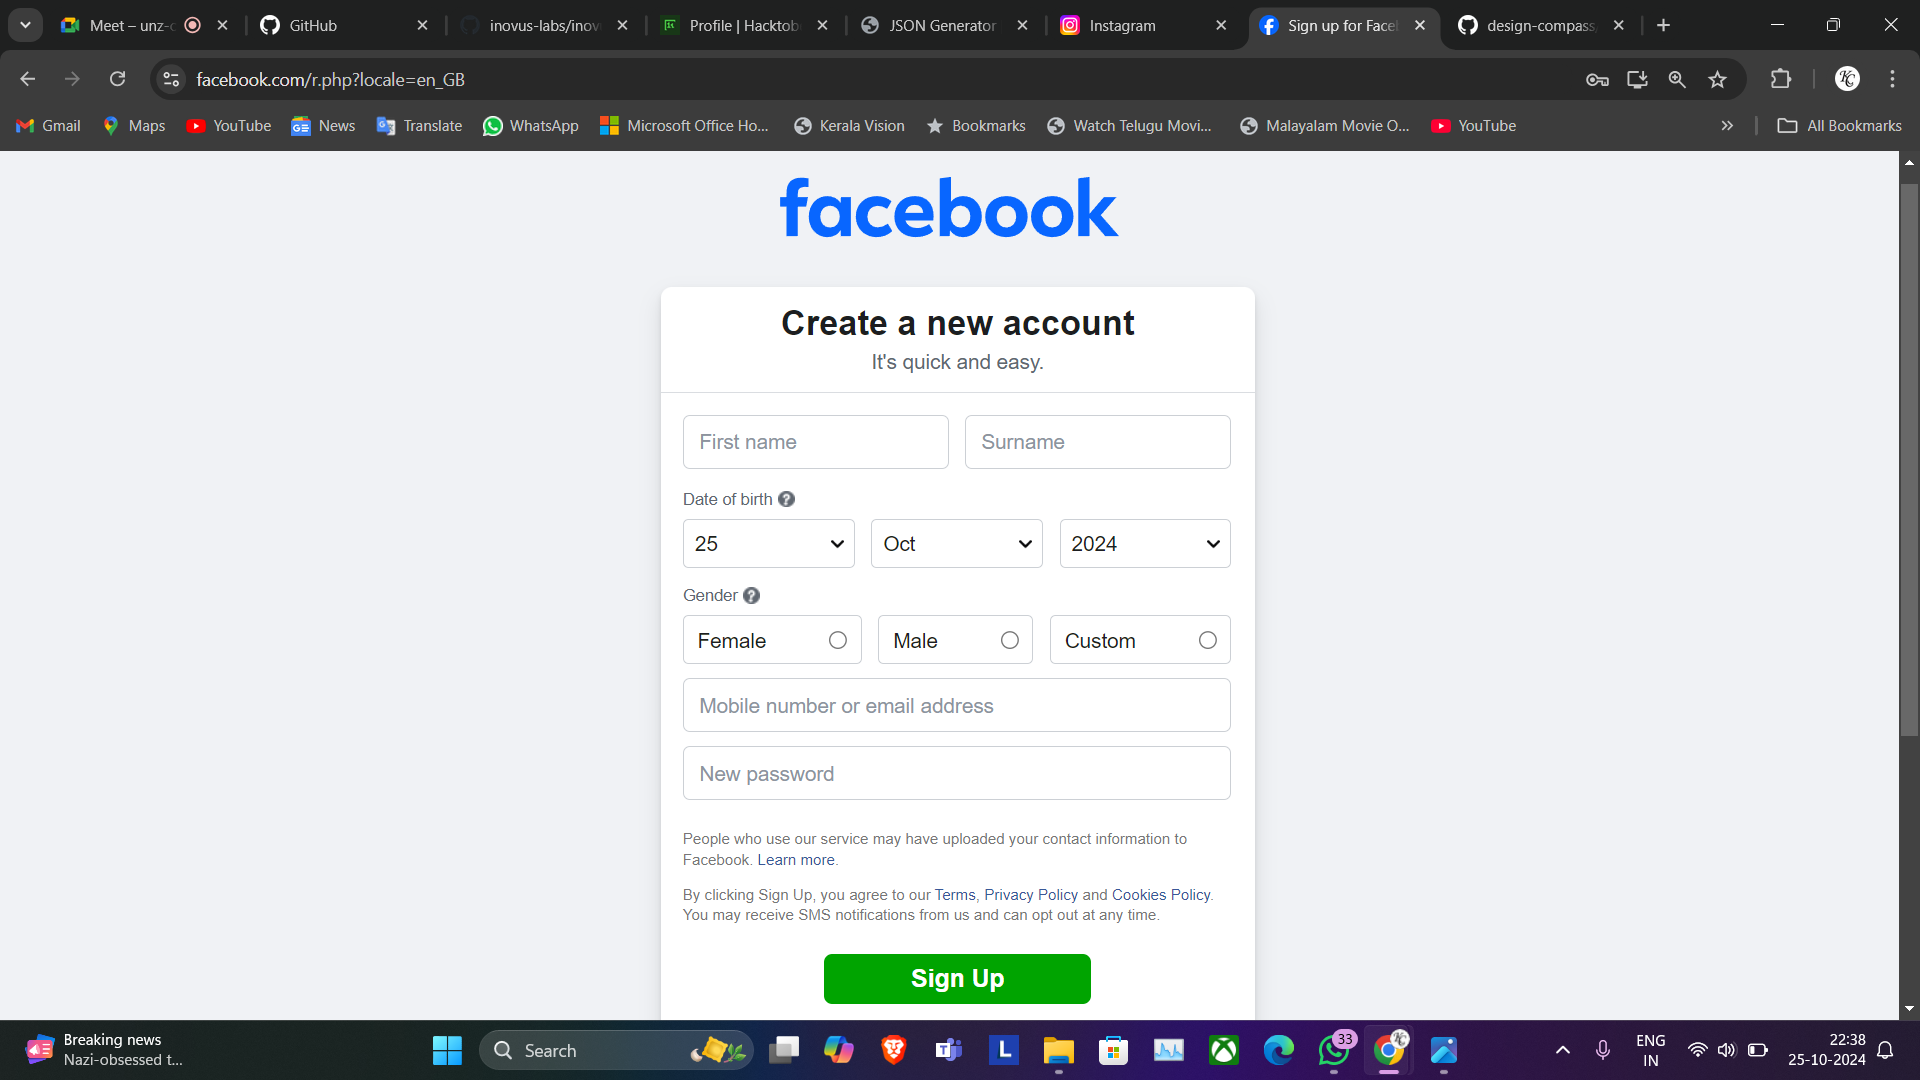 Meet – unz-c
GitHub
inovus-labs/inov
Profile | Hacktob
JSON Generator
Instagram
Sign up for Facel
design-compass,
facebook.com/r.php?locale=en_GB
Gmail
Maps
YouTube
News
Translate
WhatsApp
Microsoft Office Ho...
Kerala Vision
Bookmarks
Watch Telugu Movi...
Malayalam Movie O...
YouTube
All Bookmarks
facebook
Create a new account
It's quick and easy.
First name
Surname
Date of birth
25
Oct
2024
Gender
Female
Male
Custom
Mobile number or email address
New password
People who use our service may have uploaded your contact information to
Facebook. Learn more.
By clicking Sign Up, you agree to our Terms, Privacy Policy and Cookies Policy.
You may receive SMS notifications from us and can opt out at any time.
Sign Up
Breaking news
Nazi-obsessed t...
Search
33
ENG
IN
22:38
25-10-2024